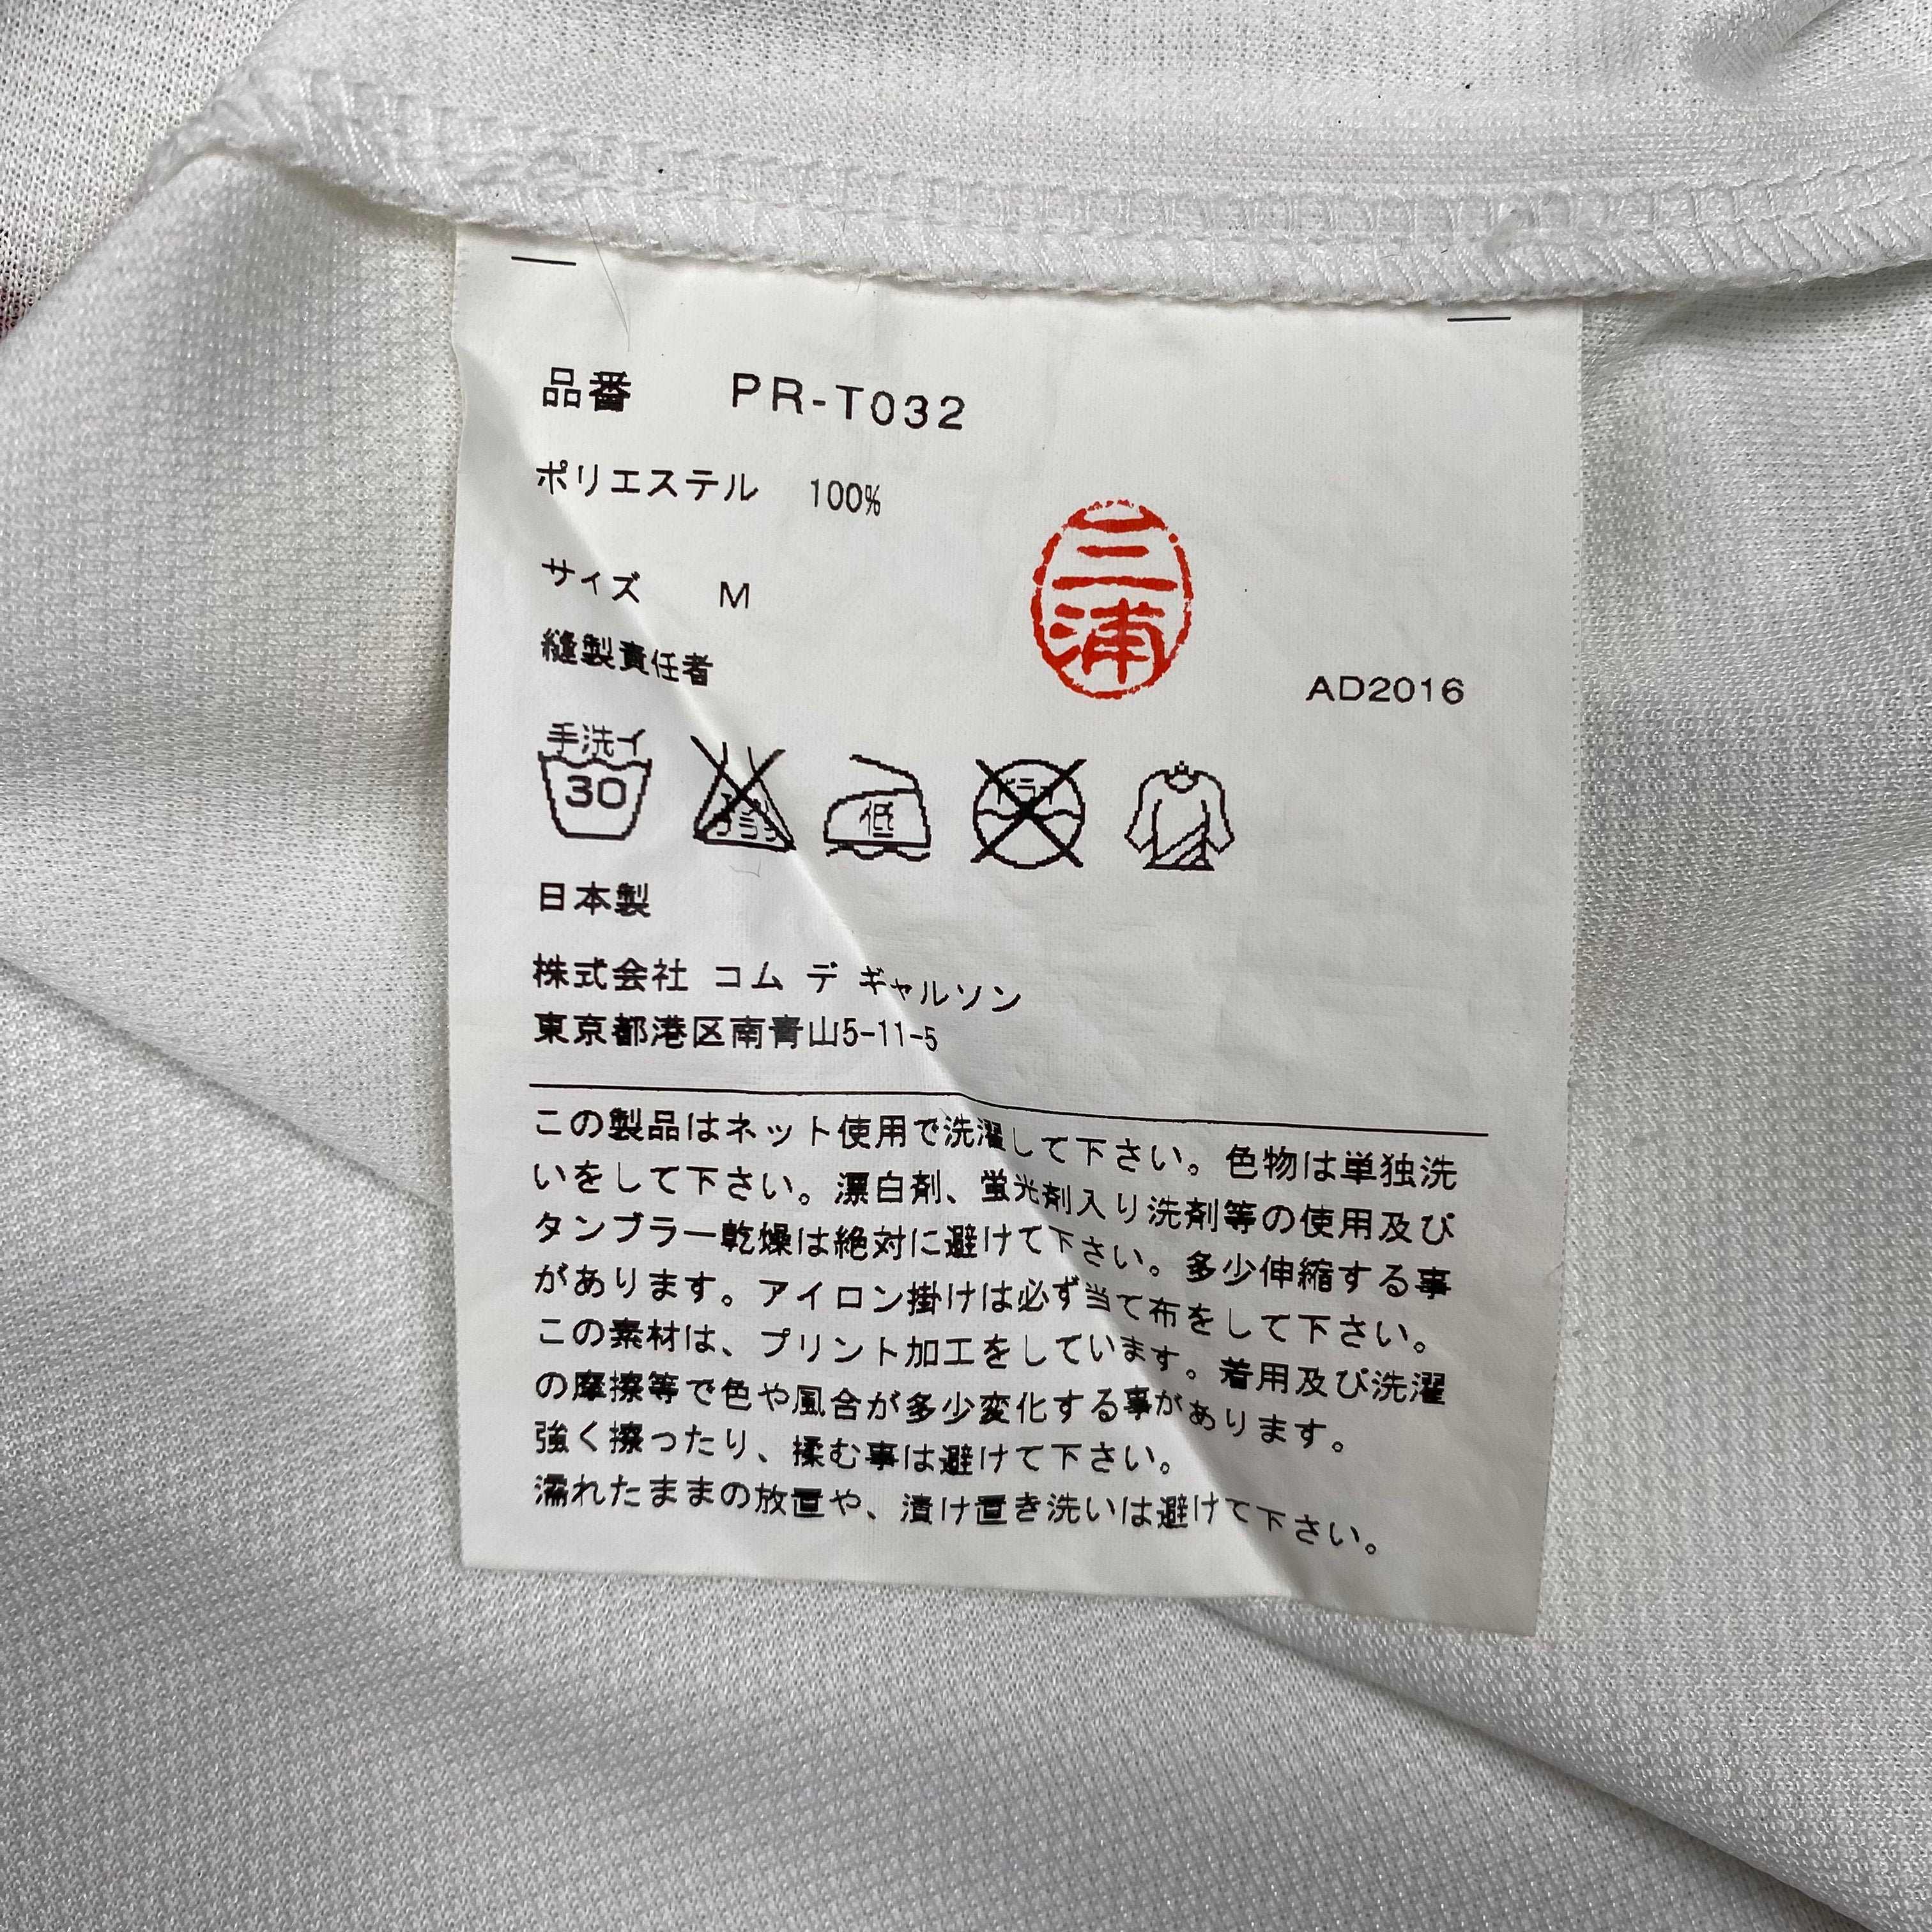 品番 PR-T032
ポリエステル 100%
サイズ M
三浦
縫製責任者
AD2016
手洗イ
30
エンソサラシ
低
ドライ
日本製
株式会社 コム デ ギャルソン
東京都港区南青山5-11-5
この製品はネット使用で洗濯して下さい。色物は単独洗
いをして下さい。漂白剤、蛍光剤入り洗剤等の使用及び
タンブラー乾燥は絶対に避けて下さい。多少伸縮する事
があります。アイロン掛けは必ず当て布をして下さい。
この素材は、プリント加工をしています。着用及び洗濯
の摩擦等で色や風合が多少変化する事があります。
強く擦ったり、揉む事は避けて下さい。
濡れたままの放置や、漬け置き洗いは避けて下さい。